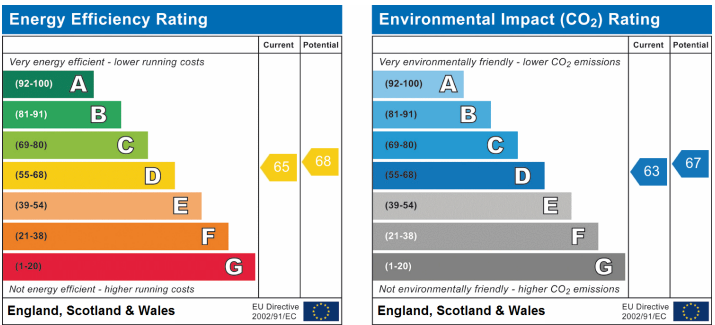 Energy Efficiency Rating
Current Potential
Very energy efficient - lower running costs
(92-100) A
(81-91) B
(69-80) C
(55-68) D
65 68
(39-54) E
(21-38) F
(1-20) G
Not energy efficient - higher running costs
England, Scotland & Wales
EU Directive
2002/91/EC
Environmental Impact (CO₂) Rating
Current Potential
Very environmentally friendly - lower CO₂ emissions
(92-100) A
(81-91) B
(69-80) C
(55-68) D
63 67
(39-54) E
(21-38) F
(1-20) G
Not environmentally friendly - higher CO₂ emissions
England, Scotland & Wales
EU Directive
2002/91/EC